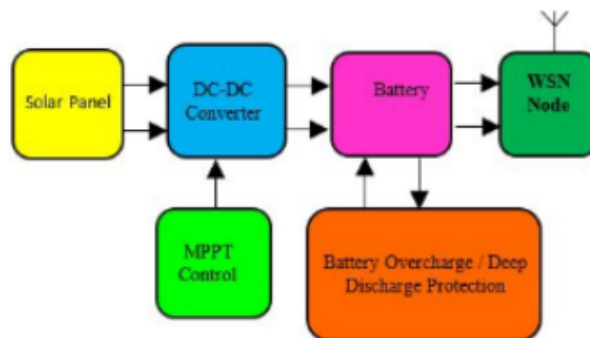 Solar Panel
DC-DC
Converter
Battery
WSN
Node
MPPT
Control
Battery Overcharge / Deep
Discharge Protection